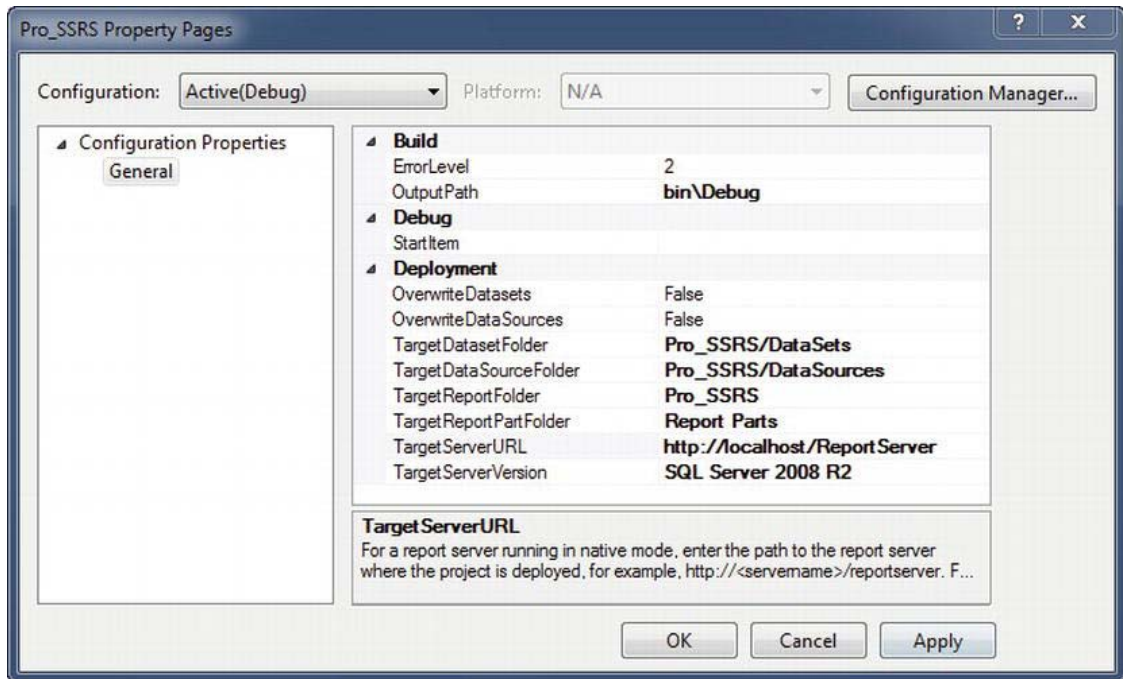 Pro_SSRS Property Pages
? X
Configuration: Active(Debug) Platform: N/A Configuration Manager...
Configuration Properties
General
Build
ErrorLevel 2
OutputPath bin\Debug
Debug
StartItem
Deployment
OverwriteDatasets False
OverwriteDataSources False
TargetDatasetFolder Pro_SSRS/DataSets
TargetDataSourceFolder Pro_SSRS/DataSources
TargetReportFolder Pro_SSRS
TargetReportPartFolder Report Parts
TargetServerURL http://localhost/ReportServer
TargetServerVersion SQL Server 2008 R2
TargetServerURL
For a report server running in native mode, enter the path to the report server
where the project is deployed, for example, http://<servername>/reportserver. F...
OK Cancel Apply